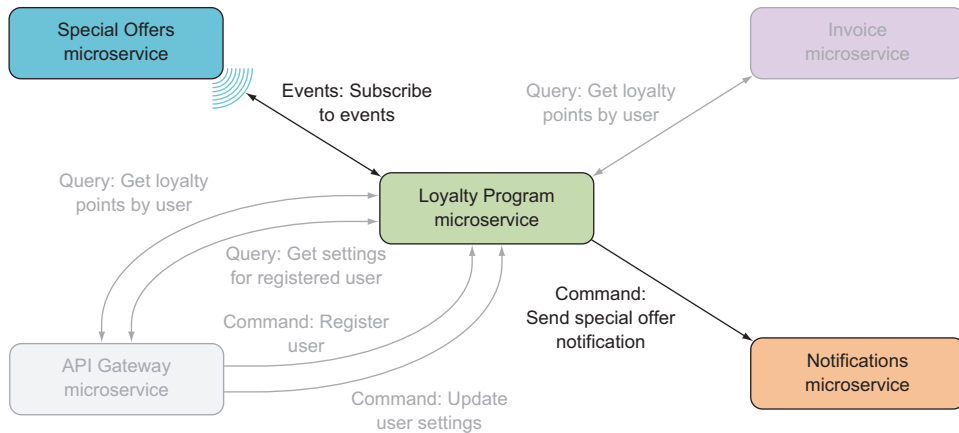 Special Offers
microservice
Invoice
microservice
Events: Subscribe
to events
Query: Get loyalty
points by user
Query: Get loyalty
points by user
Loyalty Program
microservice
Query: Get settings
for registered user
Command:
Send special offer
notification
Command: Register
user
API Gateway
microservice
Notifications
microservice
Command: Update
user settings